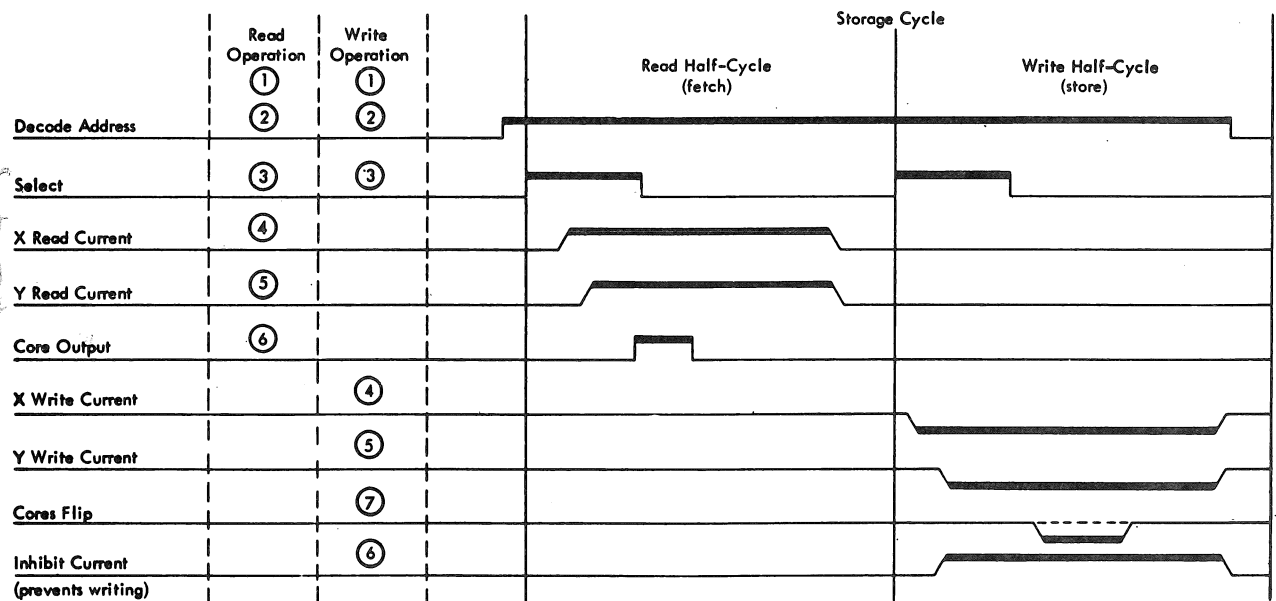 Storage Cycle
Read Operation
Write Operation
Read Half-Cycle
(fetch)
Write Half-Cycle
(store)
1 1
Decode Address 2 2
Select 3 3
X Read Current 4
Y Read Current 5
Core Output 6
X Write Current 4
Y Write Current 5
Cores Flip 7
Inhibit Current 6
(prevents writing)